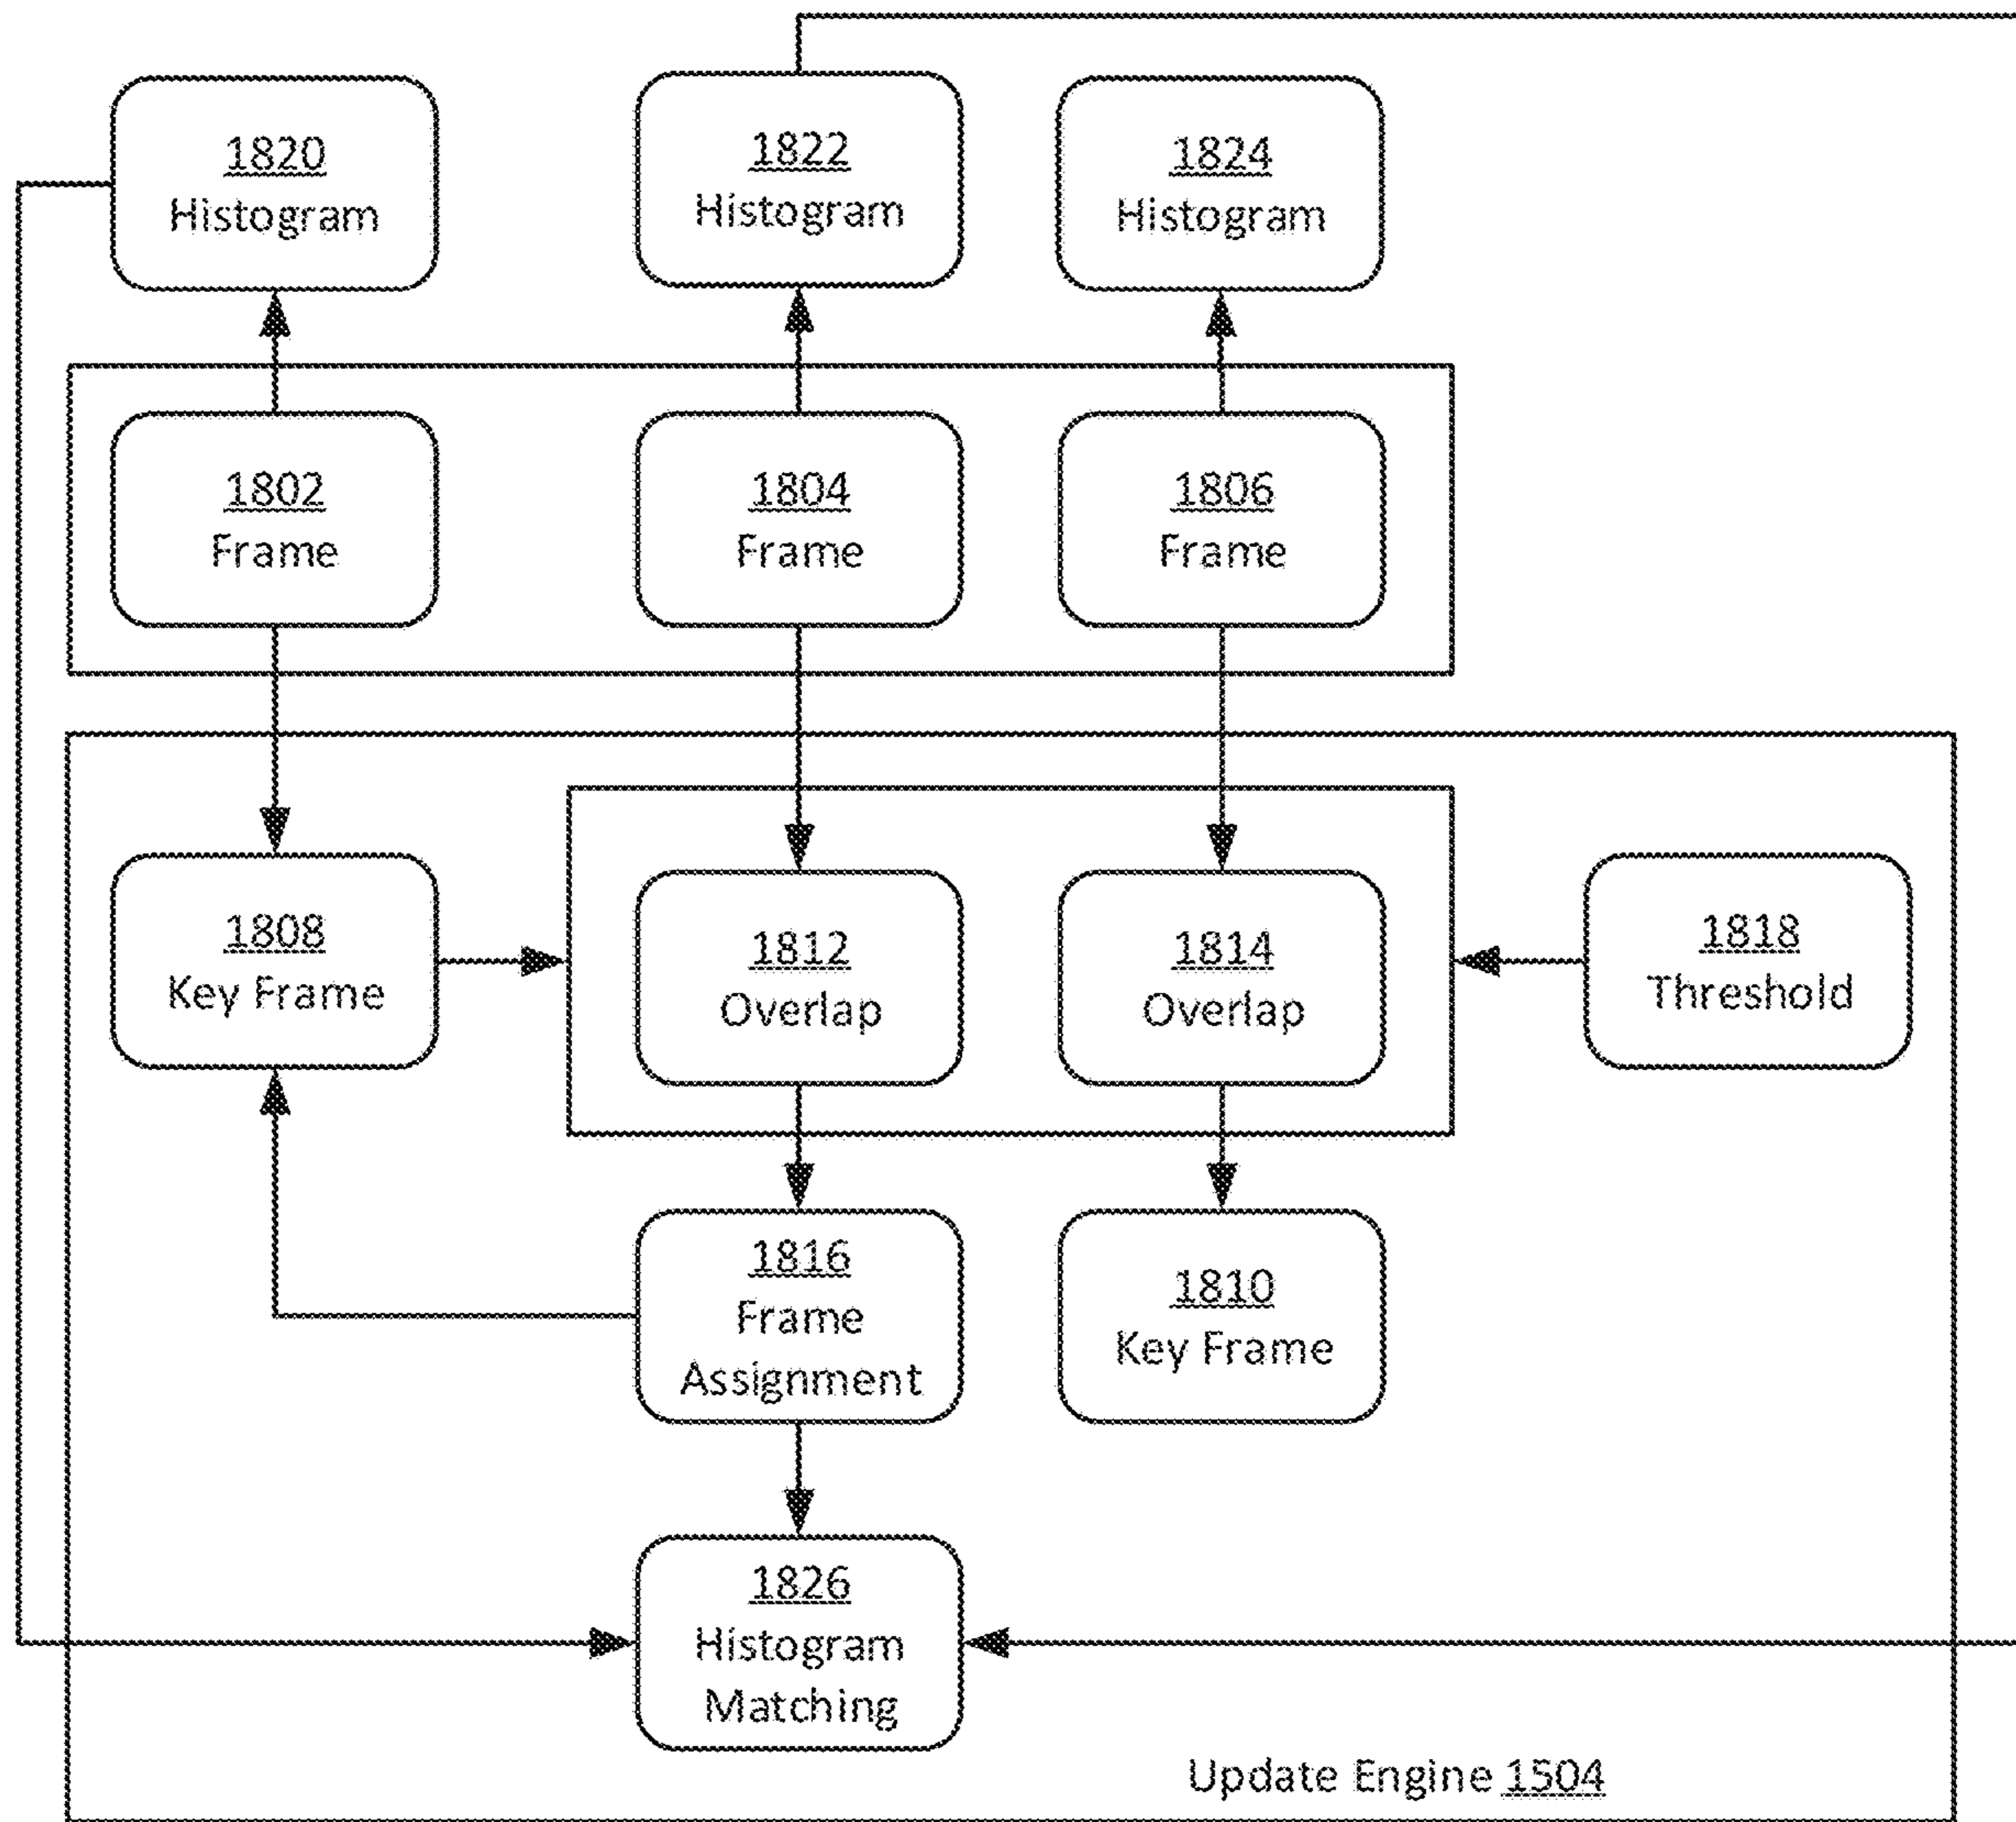 1820
Histogram
1822
Histogram
1824
Histogram
1802
Frame
1804
Frame
1806
Frame
1808
Key Frame
1812
Overlap
1814
Overlap
1818
Threshold
1816
Frame
Assignment
1810
Key Frame
1826
Histogram
Matching
Update Engine 1504